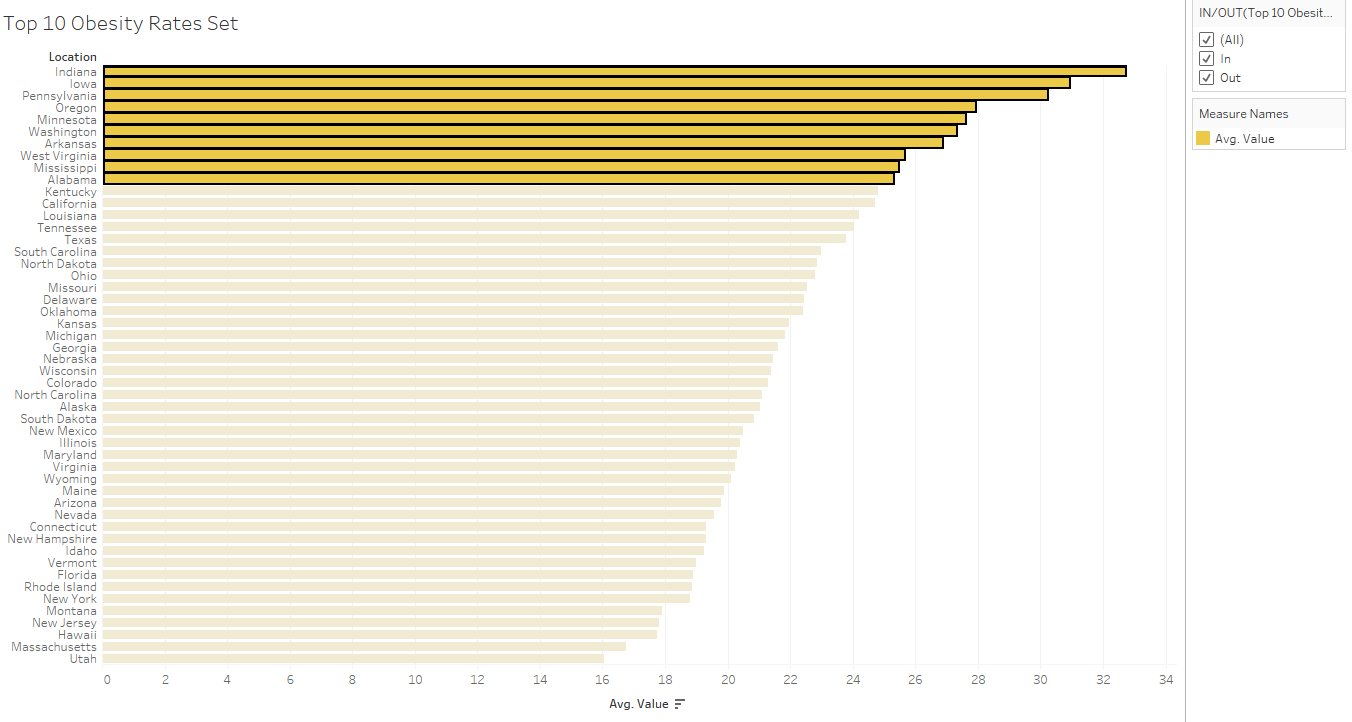 Top 10 Obesity Rates Set
Location
Indiana
Iowa
Pennsylvania
Oregon
Minnesota
Washington
Arkansas
West Virginia
Mississippi
Alabama
Kentucky
California
Louisiana
Tennessee
Texas
South Carolina
North Dakota
Ohio
Missouri
Delaware
Oklahoma
Kansas
Michigan
Georgia
Nebraska
Wisconsin
Colorado
North Carolina
Alaska
South Dakota
New Mexico
Illinois
Maryland
Virginia
Wyoming
Maine
Arizona
Nevada
Connecticut
New Hampshire
Idaho
Vermont
Florida
Rhode Island
New York
Montana
New Jersey
Hawaii
Massachusetts
Utah
0 2 4 6 8 10 12 14 16 18 20 22 24 26 28 30 32 34
Avg. Value
IN/OUT(Top 10 Obesit...
(All)
In
Out
Measure Names
Avg. Value